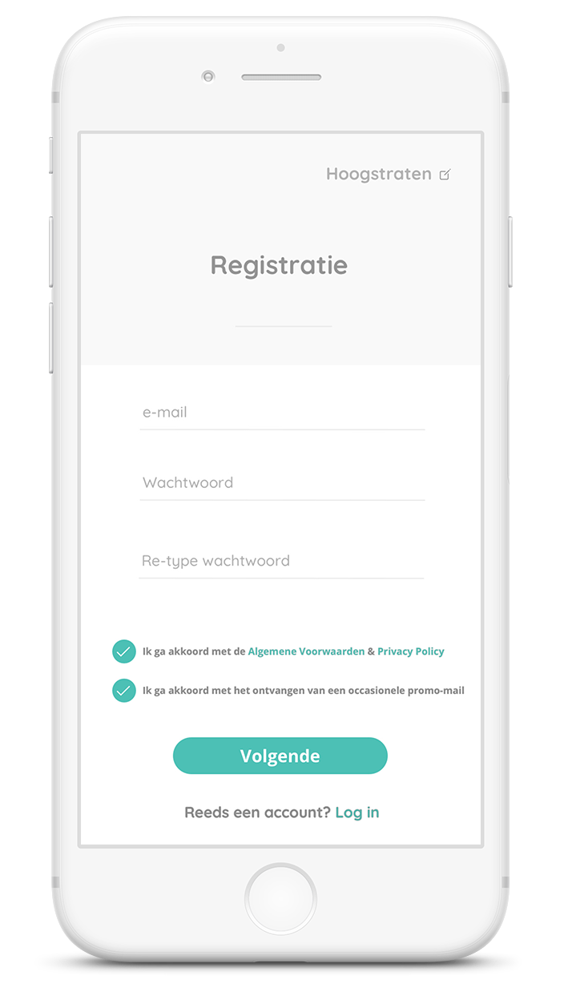 Hoogstraten
Registratie
e-mail
Wachtwoord
Re-type wachtwoord
Ik ga akkoord met de Algemene Voorwaarden & Privacy Policy
Ik ga akkoord met het ontvangen van een occasionele promo-mail
Volgende
Reeds een account? Log in